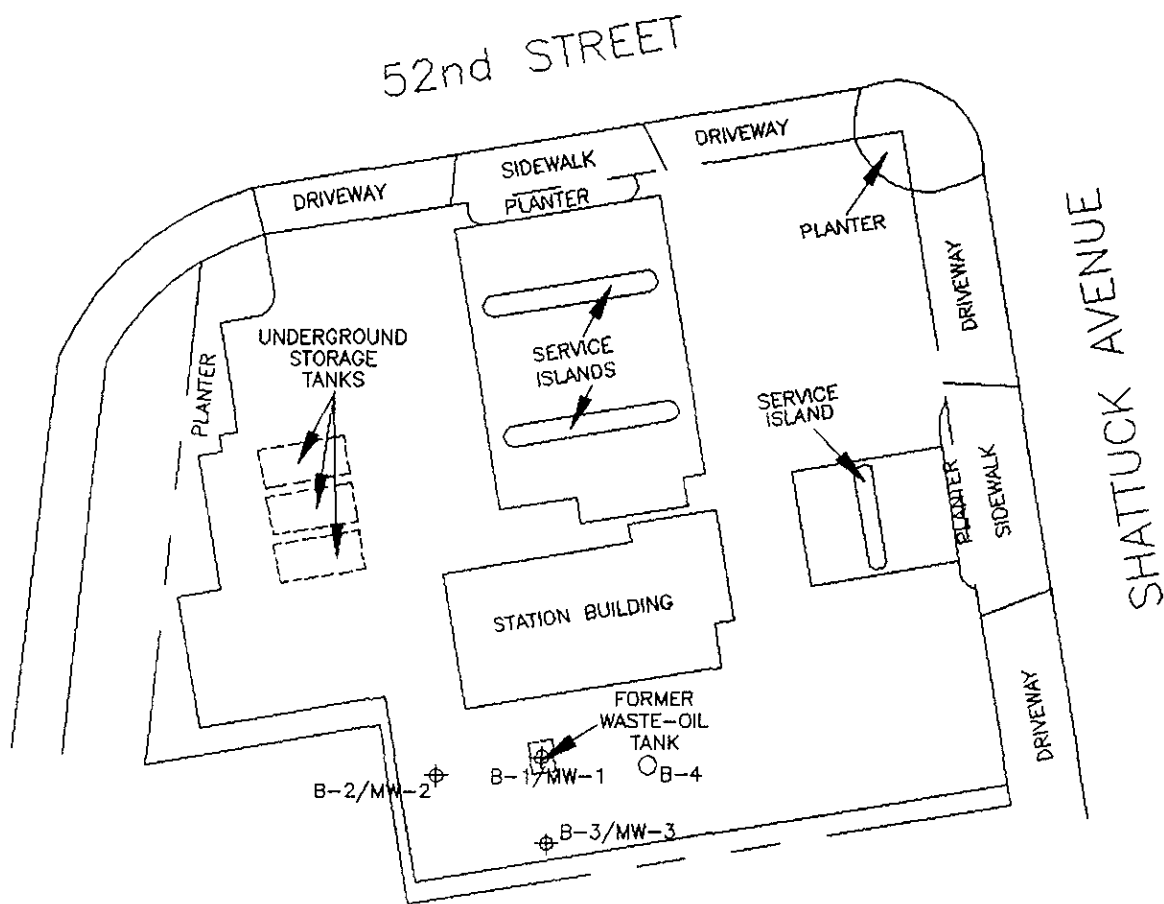 52nd STREET
DRIVEWAY
SIDEWALK
PLANTER
DRIVEWAY
PLANTER
DRIVEWAY
SHATTUCK AVENUE
UNDERGROUND
STORAGE
TANKS
PLANTER
SERVICE
ISLANDS
SERVICE
ISLAND
PLANTER
SIDEWALK
STATION BUILDING
DRIVEWAY
FORMER
WASTE-OIL
TANK
B-2/MW-2
B-1/MW-1
B-4
B-3/MW-3